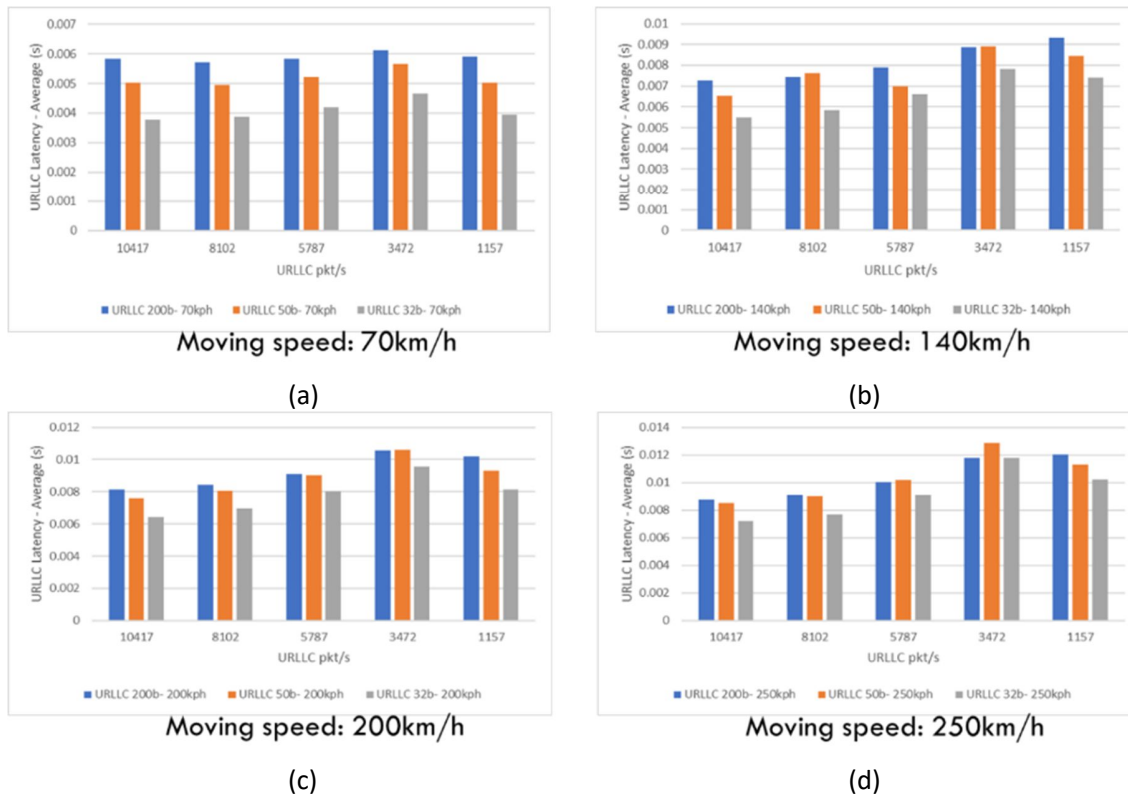 0.007
0.006
0.005
0.004
0.003
0.002
0.001
0
URLLC Latency - Average (s)
10417 8102 5787 3472 1157
URLLC pkt/s
URLLC 200b- 70kph URLLC 50b- 70kph URLLC 32b- 70kph
Moving speed: 70km/h
(a)
0.01
0.009
0.008
0.007
0.006
0.005
0.004
0.003
0.002
0.001
0
URLLC Latency - Average (s)
10417 8102 5787 3472 1157
URLLC pkt/s
URLLC 200b- 140kph URLLC 50b- 140kph URLLC 32b- 140kph
Moving speed: 140km/h
(b)
0.012
0.01
0.008
0.006
0.004
0.002
0
URLLC Latency - Average (s)
10417 8102 5787 3472 1157
URLLC pkt/s
URLLC 200b- 200kph URLLC 50b- 200kph URLLC 32b- 200kph
Moving speed: 200km/h
(c)
0.014
0.012
0.01
0.008
0.006
0.004
0.002
0
URLLC Latency - Average (s)
10417 8102 5787 3472 1157
URLLC pkt/s
URLLC 200b- 250kph URLLC 50b- 250kph URLLC 32b- 250kph
Moving speed: 250km/h
(d)